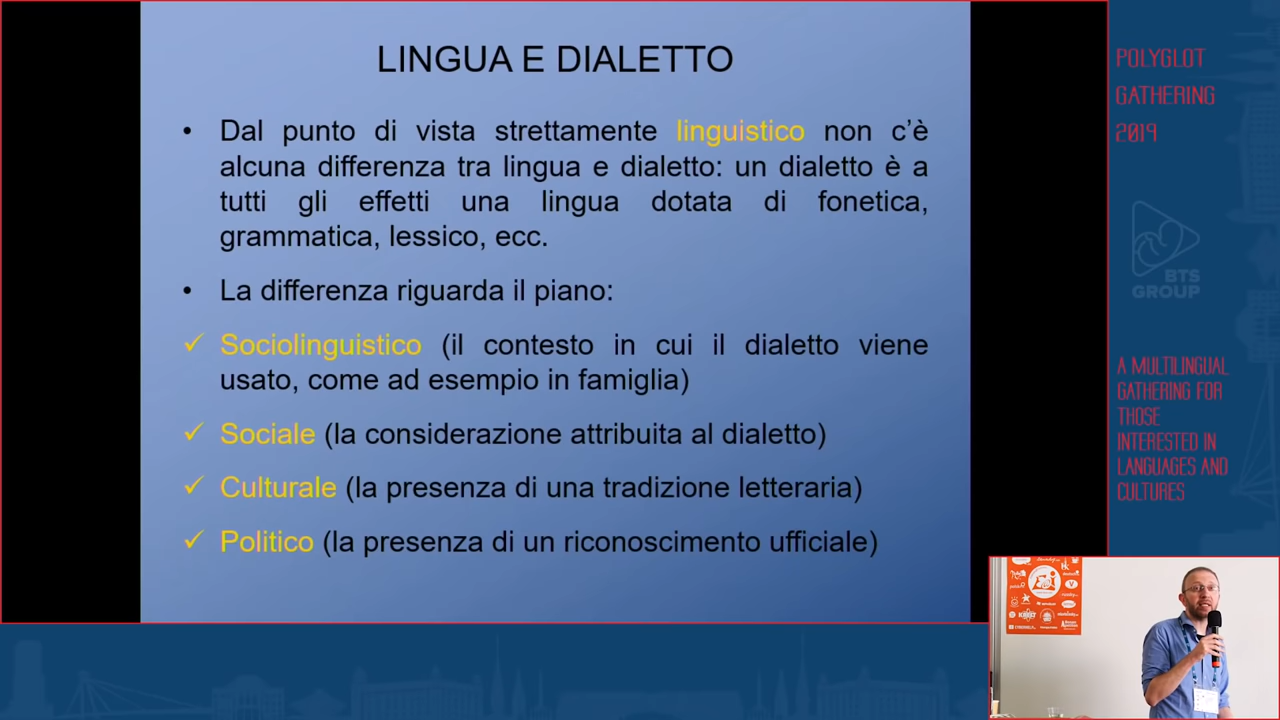 LINGUA E DIALETTO
• Dal punto di vista strettamente linguistico non c’è
alcuna differenza tra lingua e dialetto: un dialetto è a
tutti gli effetti una lingua dotata di fonetica,
grammatica, lessico, ecc.
• La differenza riguarda il piano:
✓ Sociolinguistico (il contesto in cui il dialetto viene
usato, come ad esempio in famiglia)
✓ Sociale (la considerazione attribuita al dialetto)
✓ Culturale (la presenza di una tradizione letteraria)
✓ Politico (la presenza di un riconoscimento ufficiale)
POLYGLOT
GATHERING
2019
BTS
GROUP
A MULTILINGUAL
GATHERING FOR
THOSE
INTERESTED IN
LANGUAGES AND
CULTURES